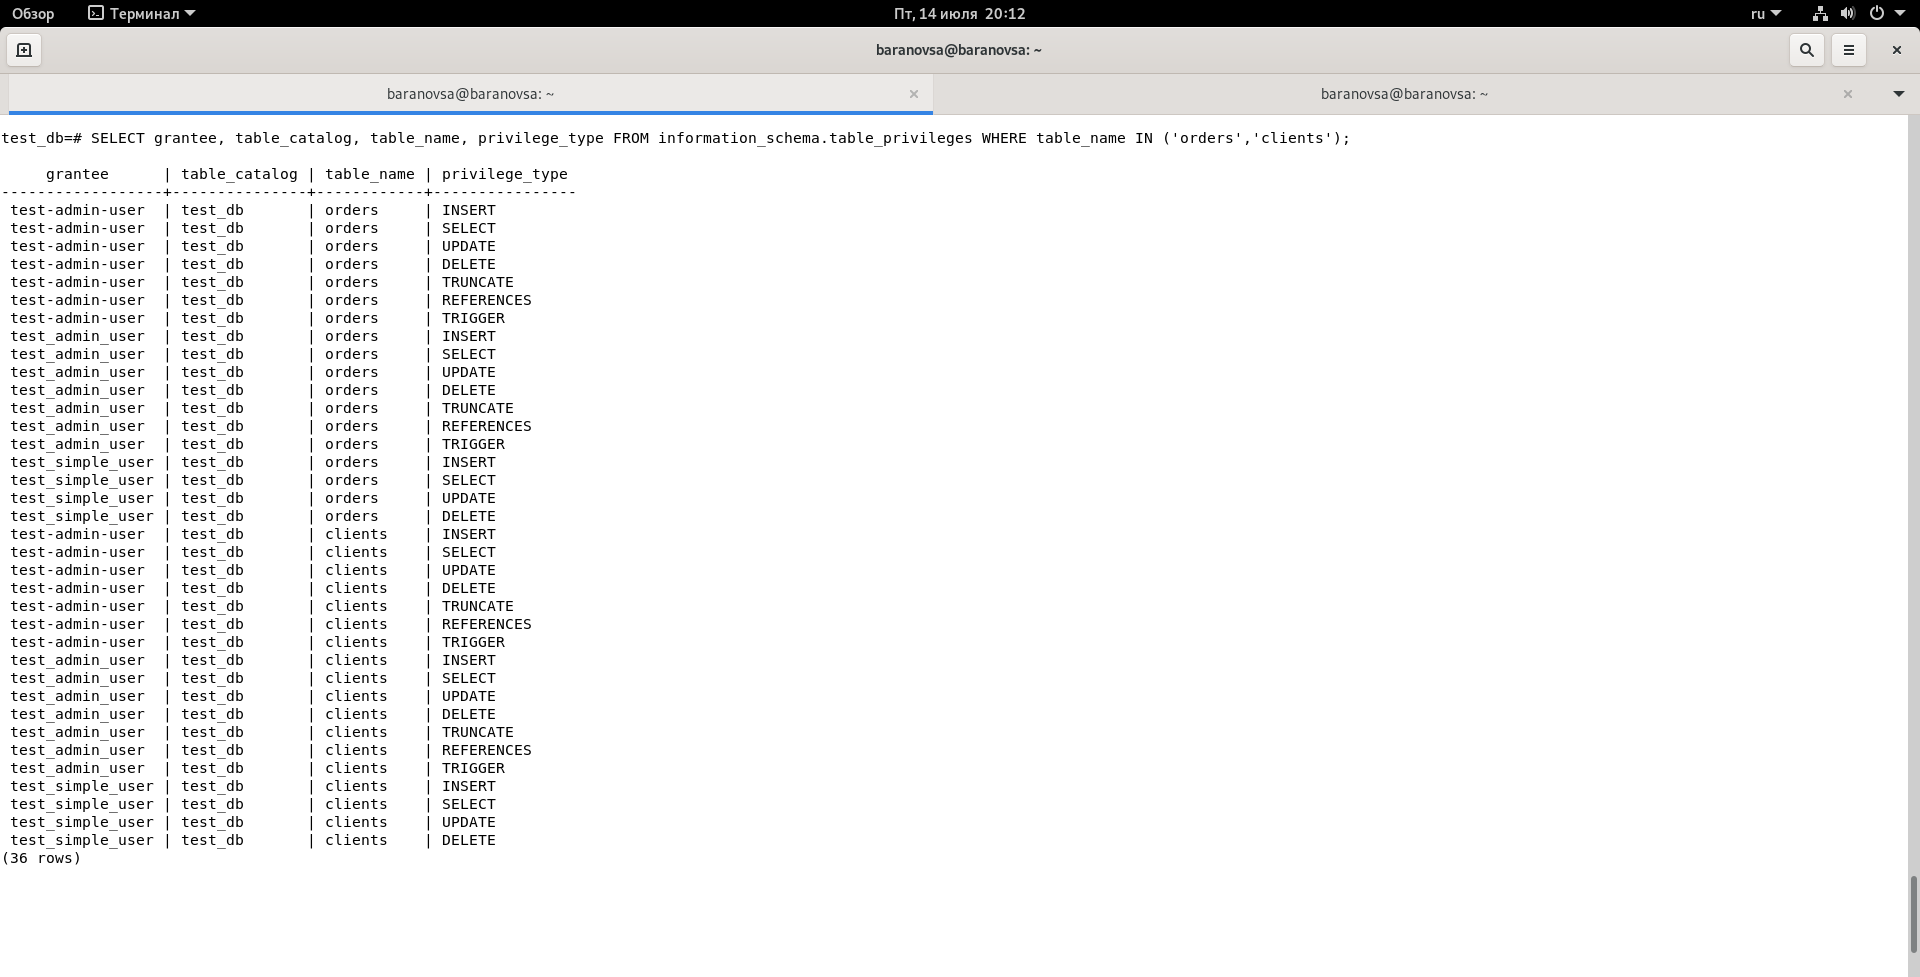 Обзор Терминал Пт, 14 июля 20:12 ru
baranovsa@baranovsa: ~
baranovsa@baranovsa: ~ baranovsa@baranovsa: ~
test_db=# SELECT grantee, table_catalog, table_name, privilege_type FROM information_schema.table_privileges WHERE table_name IN ('orders','clients');
     grantee      | table_catalog | table_name | privilege_type
------------------+---------------+------------+----------------
 test-admin-user  | test_db       | orders     | INSERT
 test-admin-user  | test_db       | orders     | SELECT
 test-admin-user  | test_db       | orders     | UPDATE
 test-admin-user  | test_db       | orders     | DELETE
 test-admin-user  | test_db       | orders     | TRUNCATE
 test-admin-user  | test_db       | orders     | REFERENCES
 test-admin-user  | test_db       | orders     | TRIGGER
 test_admin_user  | test_db       | orders     | INSERT
 test_admin_user  | test_db       | orders     | SELECT
 test_admin_user  | test_db       | orders     | UPDATE
 test_admin_user  | test_db       | orders     | DELETE
 test_admin_user  | test_db       | orders     | TRUNCATE
 test_admin_user  | test_db       | orders     | REFERENCES
 test_admin_user  | test_db       | orders     | TRIGGER
 test_simple_user | test_db       | orders     | INSERT
 test_simple_user | test_db       | orders     | SELECT
 test_simple_user | test_db       | orders     | UPDATE
 test_simple_user | test_db       | orders     | DELETE
 test-admin-user  | test_db       | clients    | INSERT
 test-admin-user  | test_db       | clients    | SELECT
 test-admin-user  | test_db       | clients    | UPDATE
 test-admin-user  | test_db       | clients    | DELETE
 test-admin-user  | test_db       | clients    | TRUNCATE
 test-admin-user  | test_db       | clients    | REFERENCES
 test-admin-user  | test_db       | clients    | TRIGGER
 test_admin_user  | test_db       | clients    | INSERT
 test_admin_user  | test_db       | clients    | SELECT
 test_admin_user  | test_db       | clients    | UPDATE
 test_admin_user  | test_db       | clients    | DELETE
 test_admin_user  | test_db       | clients    | TRUNCATE
 test_admin_user  | test_db       | clients    | REFERENCES
 test_admin_user  | test_db       | clients    | TRIGGER
 test_simple_user | test_db       | clients    | INSERT
 test_simple_user | test_db       | clients    | SELECT
 test_simple_user | test_db       | clients    | UPDATE
 test_simple_user | test_db       | clients    | DELETE
(36 rows)